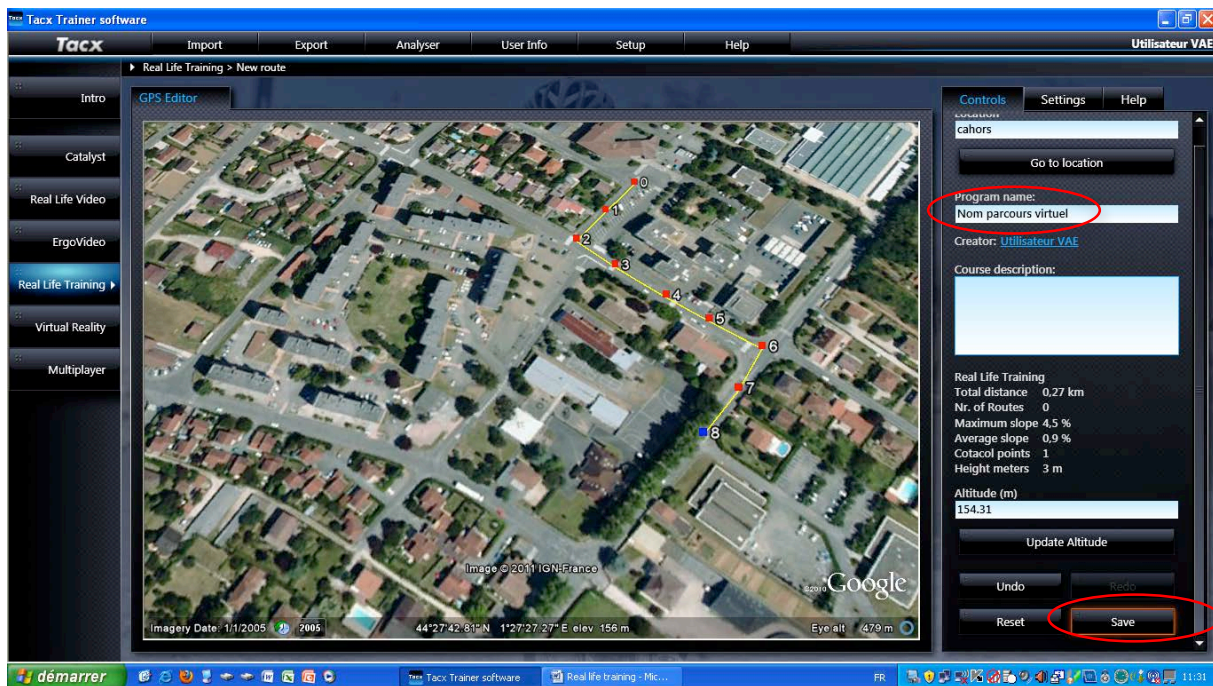 Tacx Tacx Trainer software
Tacx Import Export Analyser User Info Setup Help Utilisateur VAE
Real Life Training > New route
Intro
Catalyst
Real Life Video
ErgoVideo
Real Life Training
Virtual Reality
Multiplayer
GPS Editor
0
1
2
3
4
5
6
7
8
Image © 2011 IGN-France
©2010 Google
Imagery Date: 1/1/2005 2005 44°27'42.81" N 1°27'27.27" E elev 156 m Eye alt 479 m
Controls Settings Help
Location
cahors
Go to location
Program name:
Nom parcours virtuel
Creator: Utilisateur VAE
Course description:
Real Life Training
Total distance 0,27 km
Nr. of Routes 0
Maximum slope 4,5 %
Average slope 0,9 %
Cotacol points 1
Height meters 3 m
Altitude (m)
154.31
Update Altitude
Undo Redo
Reset Save
démarrer Tacx Tacx Trainer software Real life training - Mic... FR 11:31